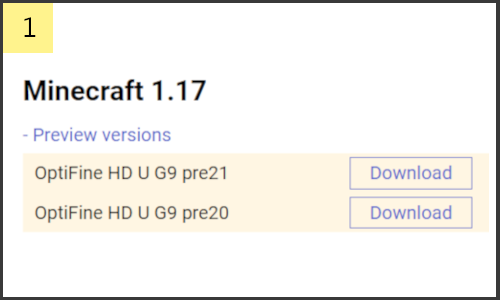 1
Minecraft 1.17
- Preview versions
OptiFine HD U G9 pre21 Download
OptiFine HD U G9 pre20 Download